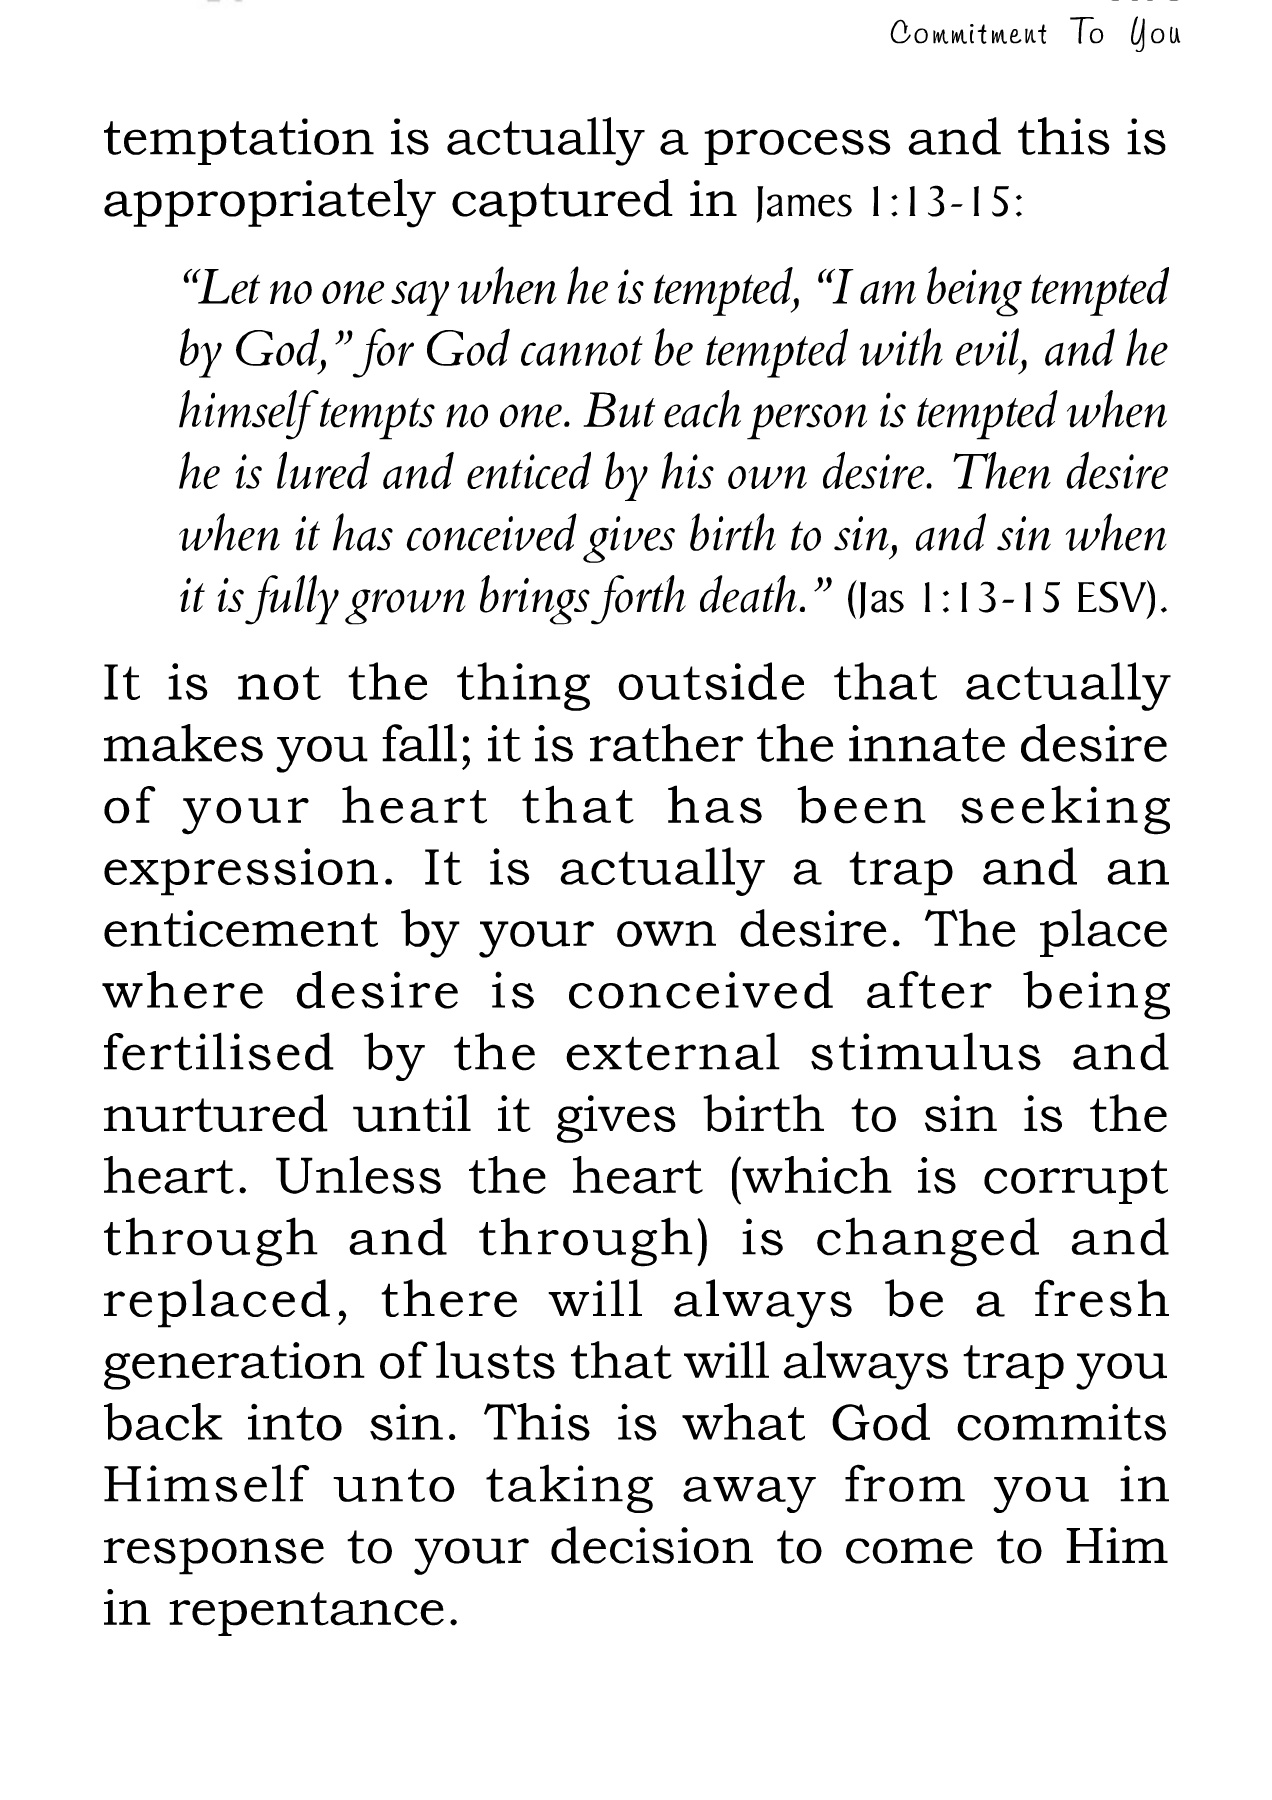 Commitment To You
temptation is actually a process and this is
appropriately captured in James 1:13-15:
“Let no one say when he is tempted, “I am being tempted
by God,” for God cannot be tempted with evil, and he
himself tempts no one. But each person is tempted when
he is lured and enticed by his own desire. Then desire
when it has conceived gives birth to sin, and sin when
it is fully grown brings forth death.” (Jas 1:13-15 ESV).
It is not the thing outside that actually
makes you fall; it is rather the innate desire
of your heart that has been seeking
expression. It is actually a trap and an
enticement by your own desire. The place
where desire is conceived after being
fertilised by the external stimulus and
nurtured until it gives birth to sin is the
heart. Unless the heart (which is corrupt
through and through) is changed and
replaced, there will always be a fresh
generation of lusts that will always trap you
back into sin. This is what God commits
Himself unto taking away from you in
response to your decision to come to Him
in repentance.